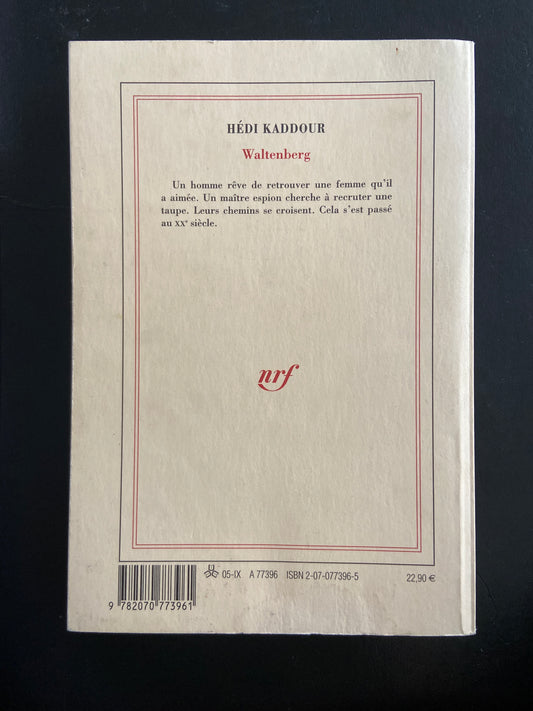 HÉDI KADDOUR
Waltenberg
Un homme rêve de retrouver une femme qu'il
a aimée. Un maître espion cherche à recruter une
taupe. Leurs chemins se croisent. Cela s'est passé
au XXe siècle.
nrf
05-IX A 77396 ISBN 2-07-077396-5 22,90 €
9 782070 773961